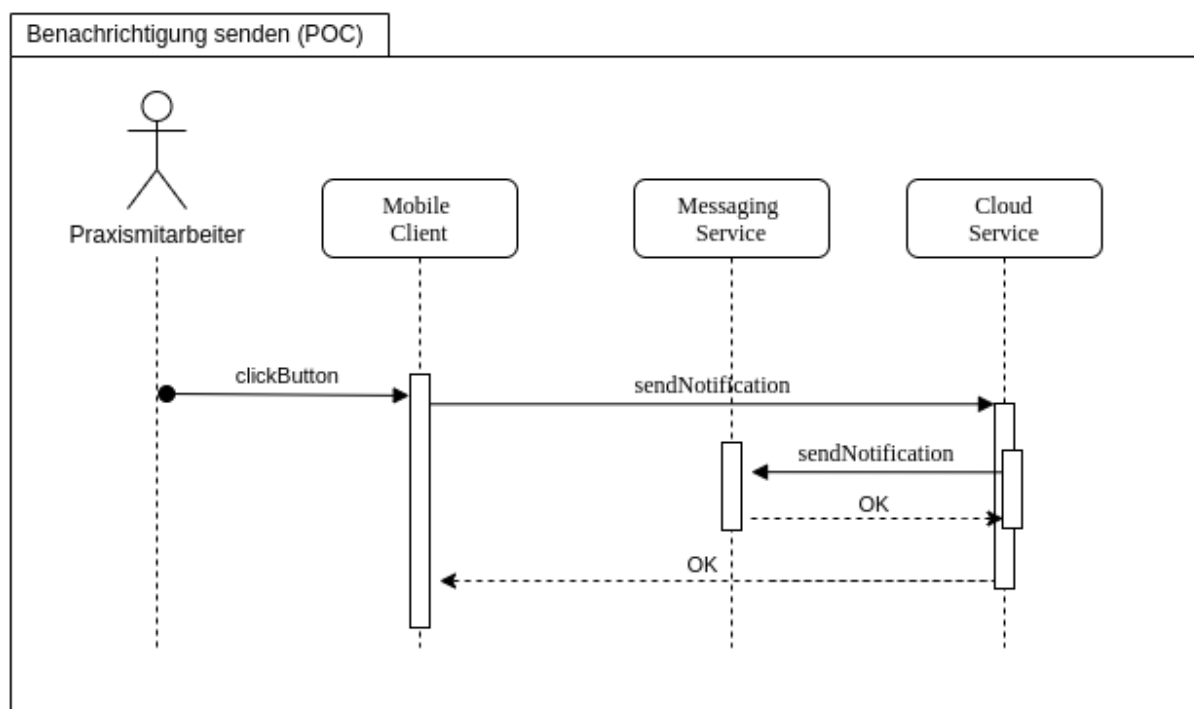 Benachrichtigung senden (POC)
Praxismitarbeiter
Mobile
Client
Messaging
Service
Cloud
Service
clickButton
sendNotification
sendNotification
OK
OK